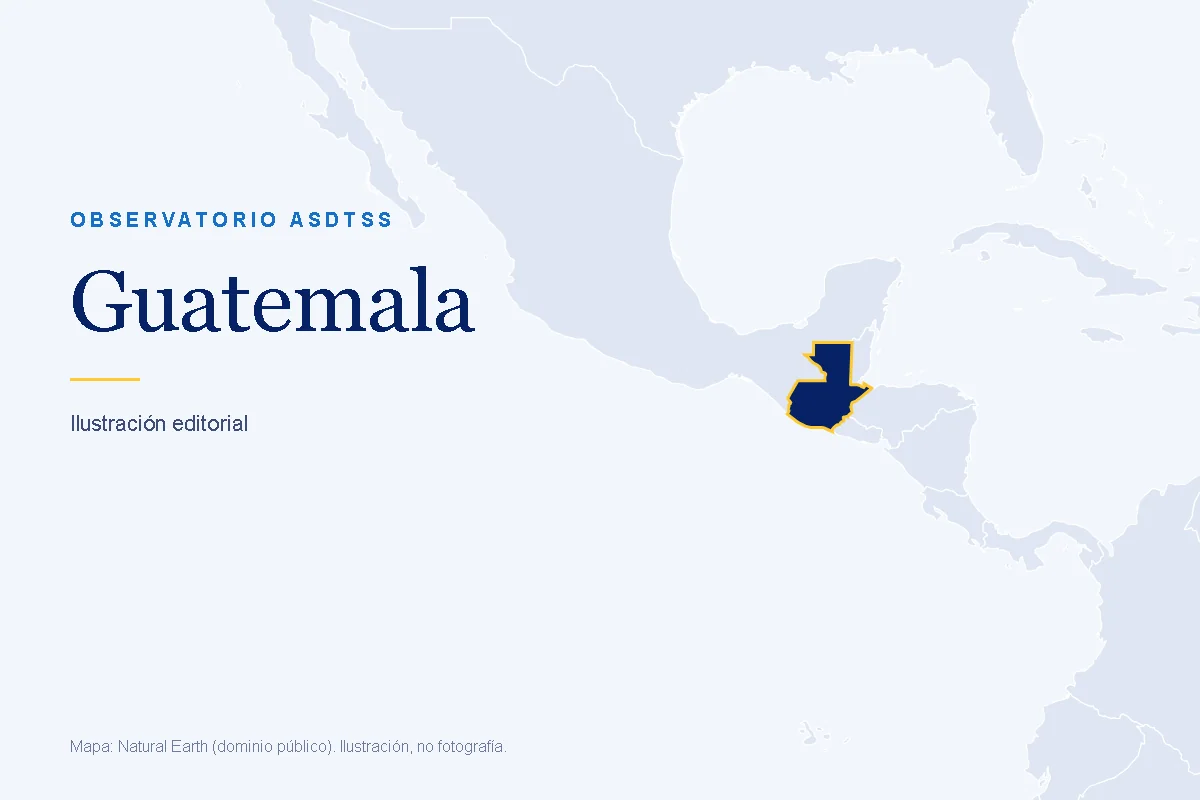 OBSERVATORIO ASDTSS
Guatemala
Ilustración editorial
Mapa: Natural Earth (dominio público). Ilustración, no fotografía.